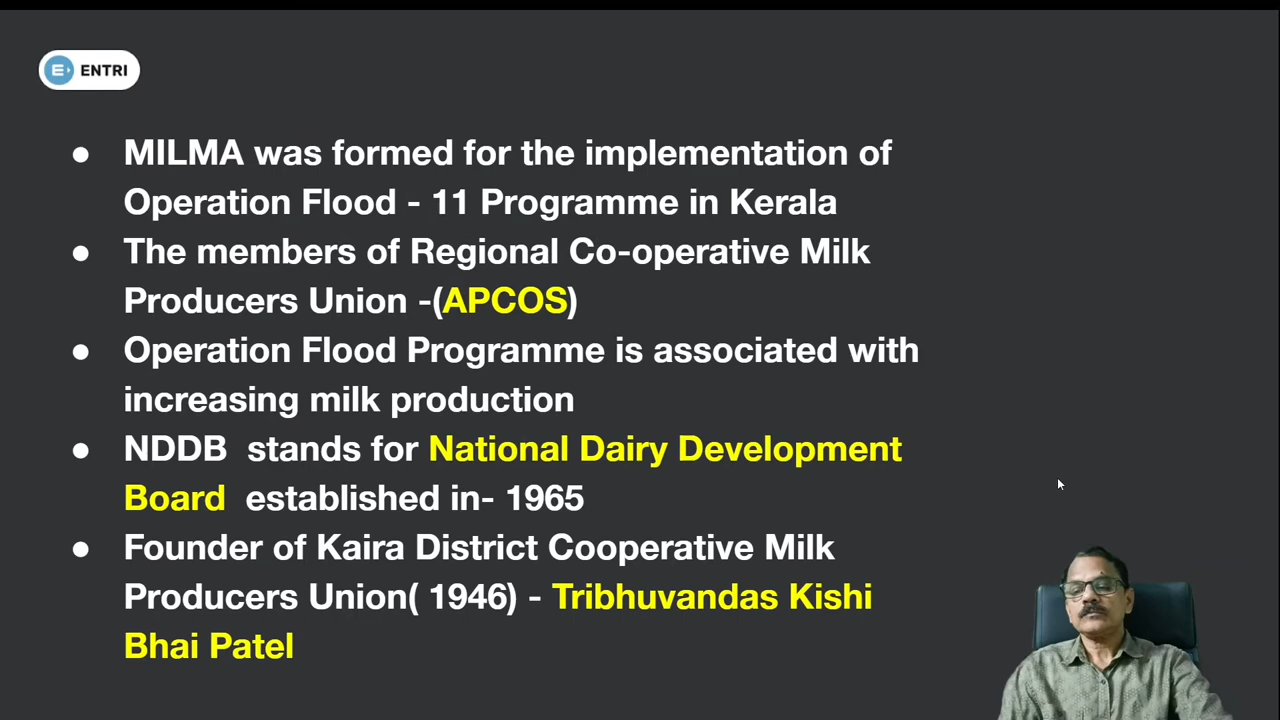 ENTRI
● MILMA was formed for the implementation of
Operation Flood - 11 Programme in Kerala
● The members of Regional Co-operative Milk
Producers Union -(APCOS)
● Operation Flood Programme is associated with
increasing milk production
● NDDB  stands for National Dairy Development
Board  established in- 1965
● Founder of Kaira District Cooperative Milk
Producers Union( 1946) - Tribhuvandas Kishi
Bhai Patel